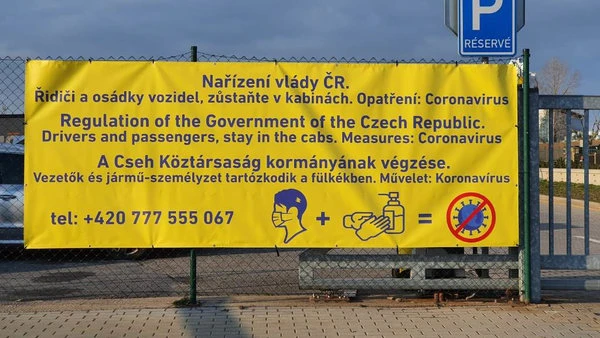 P
RÉSERVÉ
Nařízení vlády ČR.
Řidiči a osádky vozidel, zůstaňte v kabinách. Opatření: Coronavirus
Regulation of the Government of the Czech Republic.
Drivers and passengers, stay in the cabs. Measures: Coronavirus
A Cseh Köztársaság kormányának végzése.
Vezetők és jármű-személyzet tartózkodik a fülkékben. Művelet: Koronavírus
tel: +420 777 555 067 + =